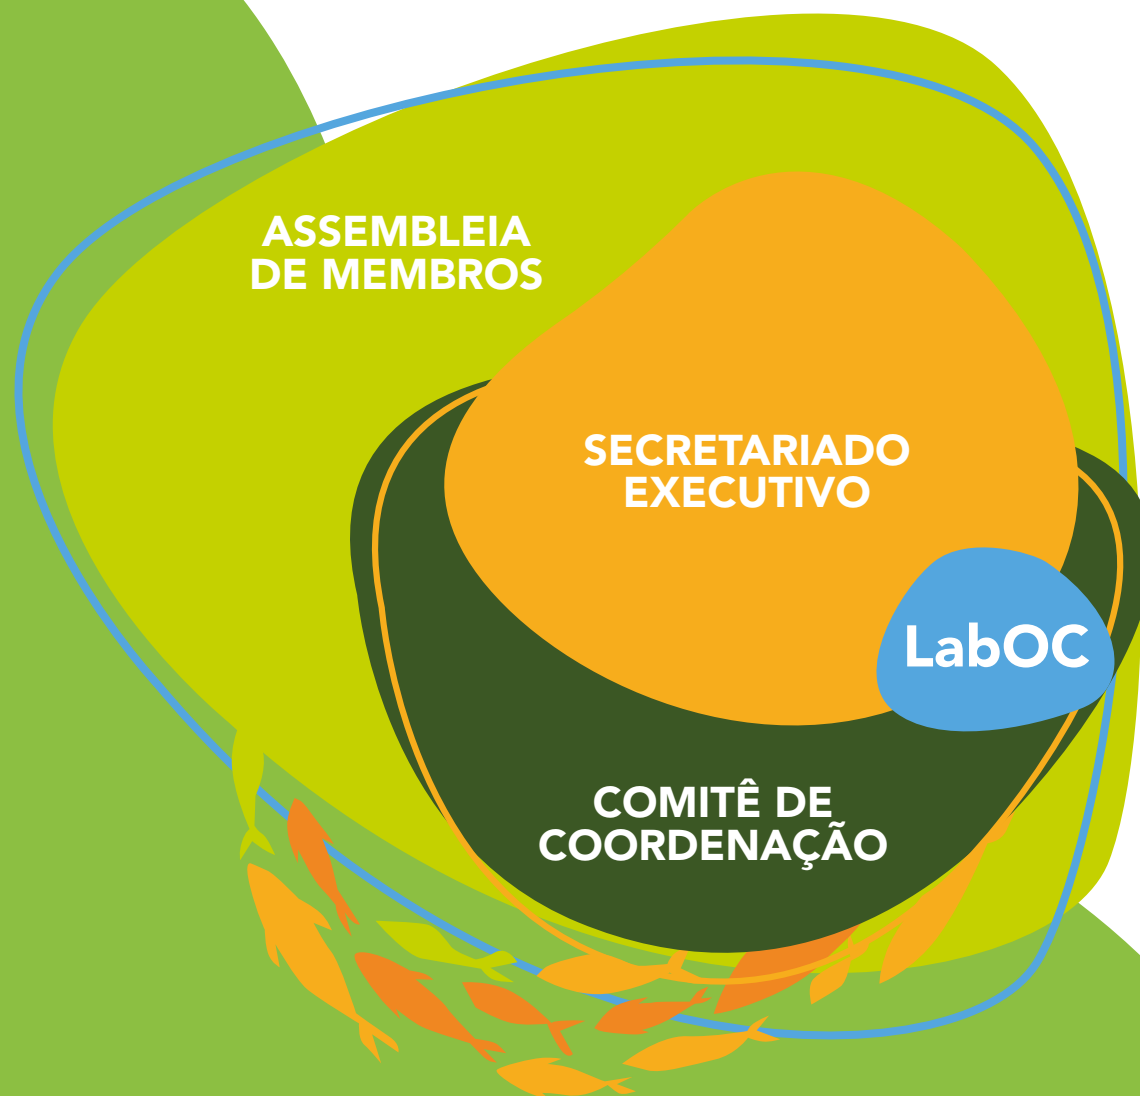 ASSEMBLEIA
DE MEMBROS
SECRETARIADO
EXECUTIVO
LabOC
COMITÊ DE
COORDENAÇÃO